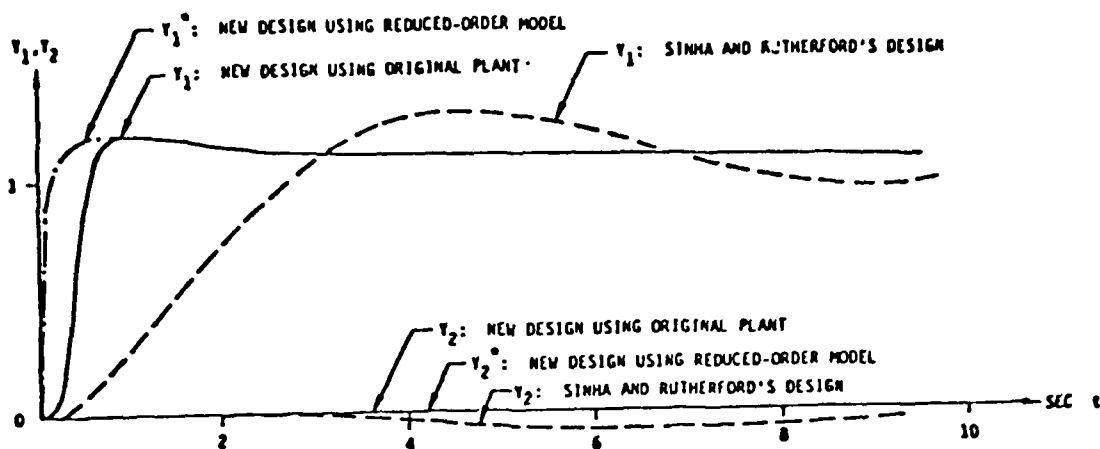 Y1*: NEW DESIGN USING REDUCED-ORDER MODEL
Y1,Y2
Y1: NEW DESIGN USING ORIGINAL PLANT
Y1: SINHA AND RUTHERFORD'S DESIGN
1
Y2: NEW DESIGN USING ORIGINAL PLANT
Y2*: NEW DESIGN USING REDUCED-ORDER MODEL
Y2: SINHA AND RUTHERFORD'S DESIGN
0
SEC t
2
4
6
8
10